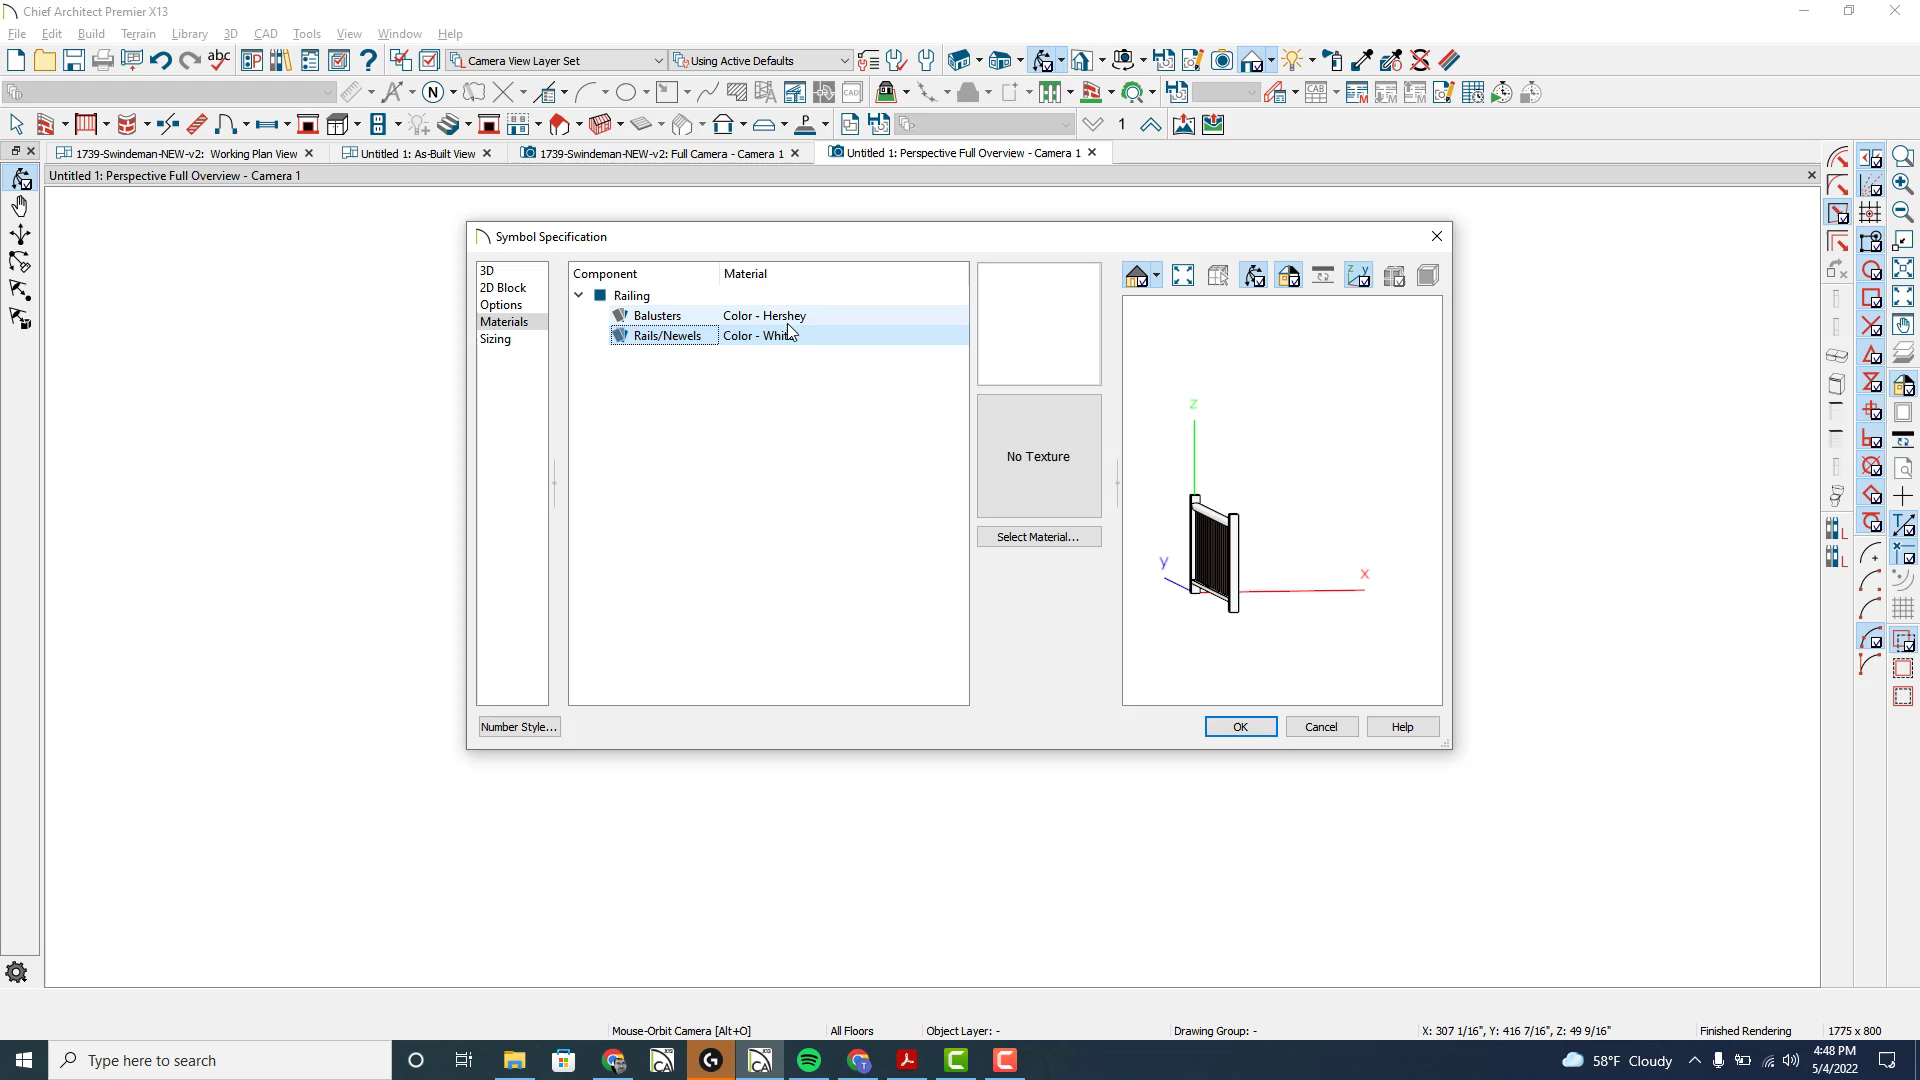 Chief Architect Premier X13
File Edit Build Terrain Library 3D CAD Tools View Window Help
Camera View Layer Set
Using Active Defaults
1
1739-Swindeman-NEW-v2: Working Plan View
Untitled 1: As-Built View
1739-Swindeman-NEW-v2: Full Camera - Camera 1
Untitled 1: Perspective Full Overview - Camera 1
Untitled 1: Perspective Full Overview - Camera 1
Symbol Specification
3D
2D Block
Options
Materials
Sizing
Component Material
Railing
Balusters Color - Hershey
Rails/Newels Color - White
No Texture
Select Material...
z
y
x
Number Style...
OK
Cancel
Help
Mouse-Orbit Camera [Alt+O] All Floors Object Layer: - Drawing Group: - X: 307 1/16", Y: 416 7/16", Z: 49 9/16" Finished Rendering 1775 x 800
Type here to search
58°F Cloudy
4:48 PM
5/4/2022